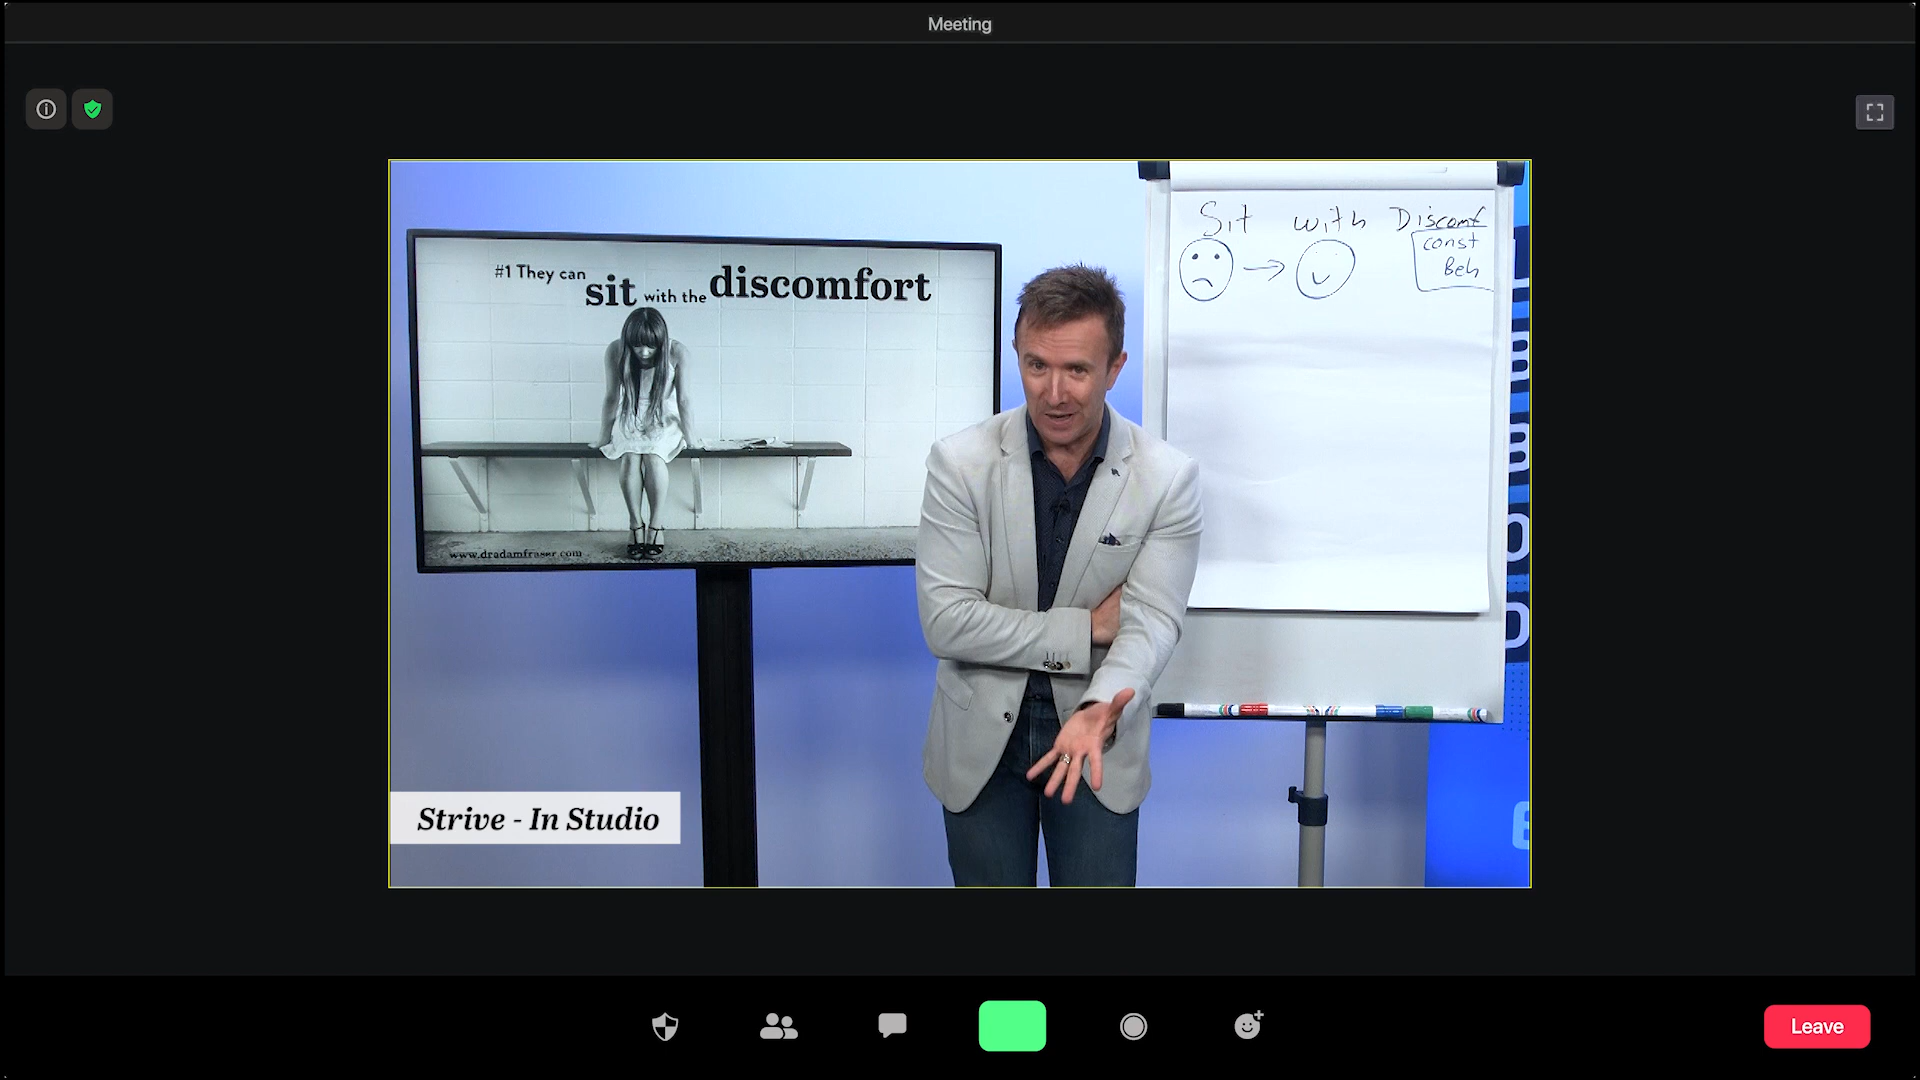 Meeting
#1 They can sit with the discomfort
www.dradamfraser.com
Sit with Discomf
const
Beh
Strive - In Studio
Leave